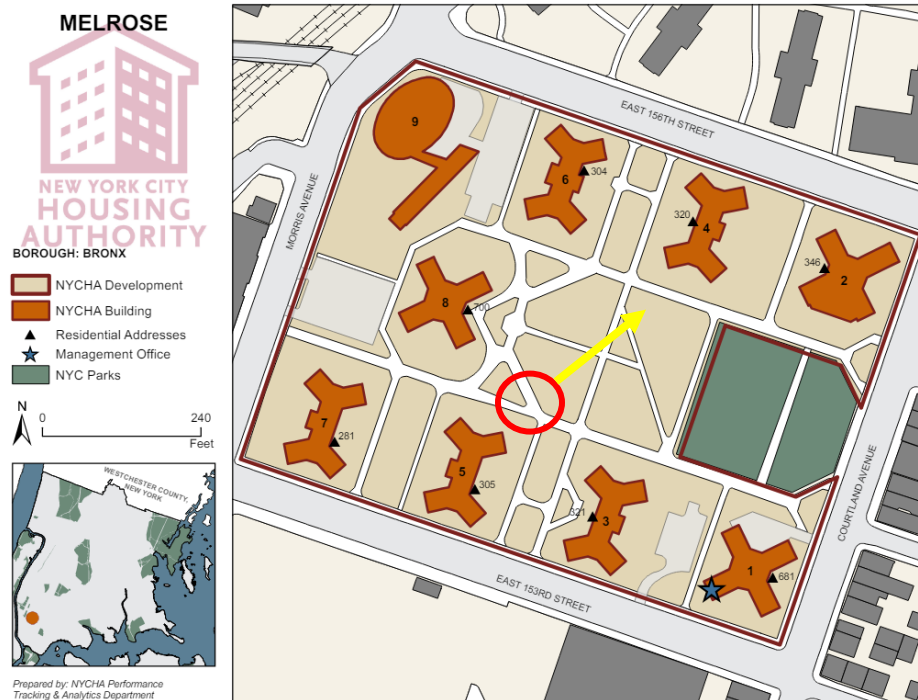 MELROSE
NEW YORK CITY
HOUSING
AUTHORITY
BOROUGH: BRONX
NYCHA Development
NYCHA Building
Residential Addresses
Management Office
NYC Parks
N
0
240
Feet
WESTCHESTER COUNTY,
NEW YORK
Prepared by: NYCHA Performance
Tracking & Analytics Department
EAST 156TH STREET
MORRIS AVENUE
9
6
304
320
4
346
2
8
700
7
281
5
305
321
3
1
681
COURTLAND AVENUE
EAST 153RD STREET